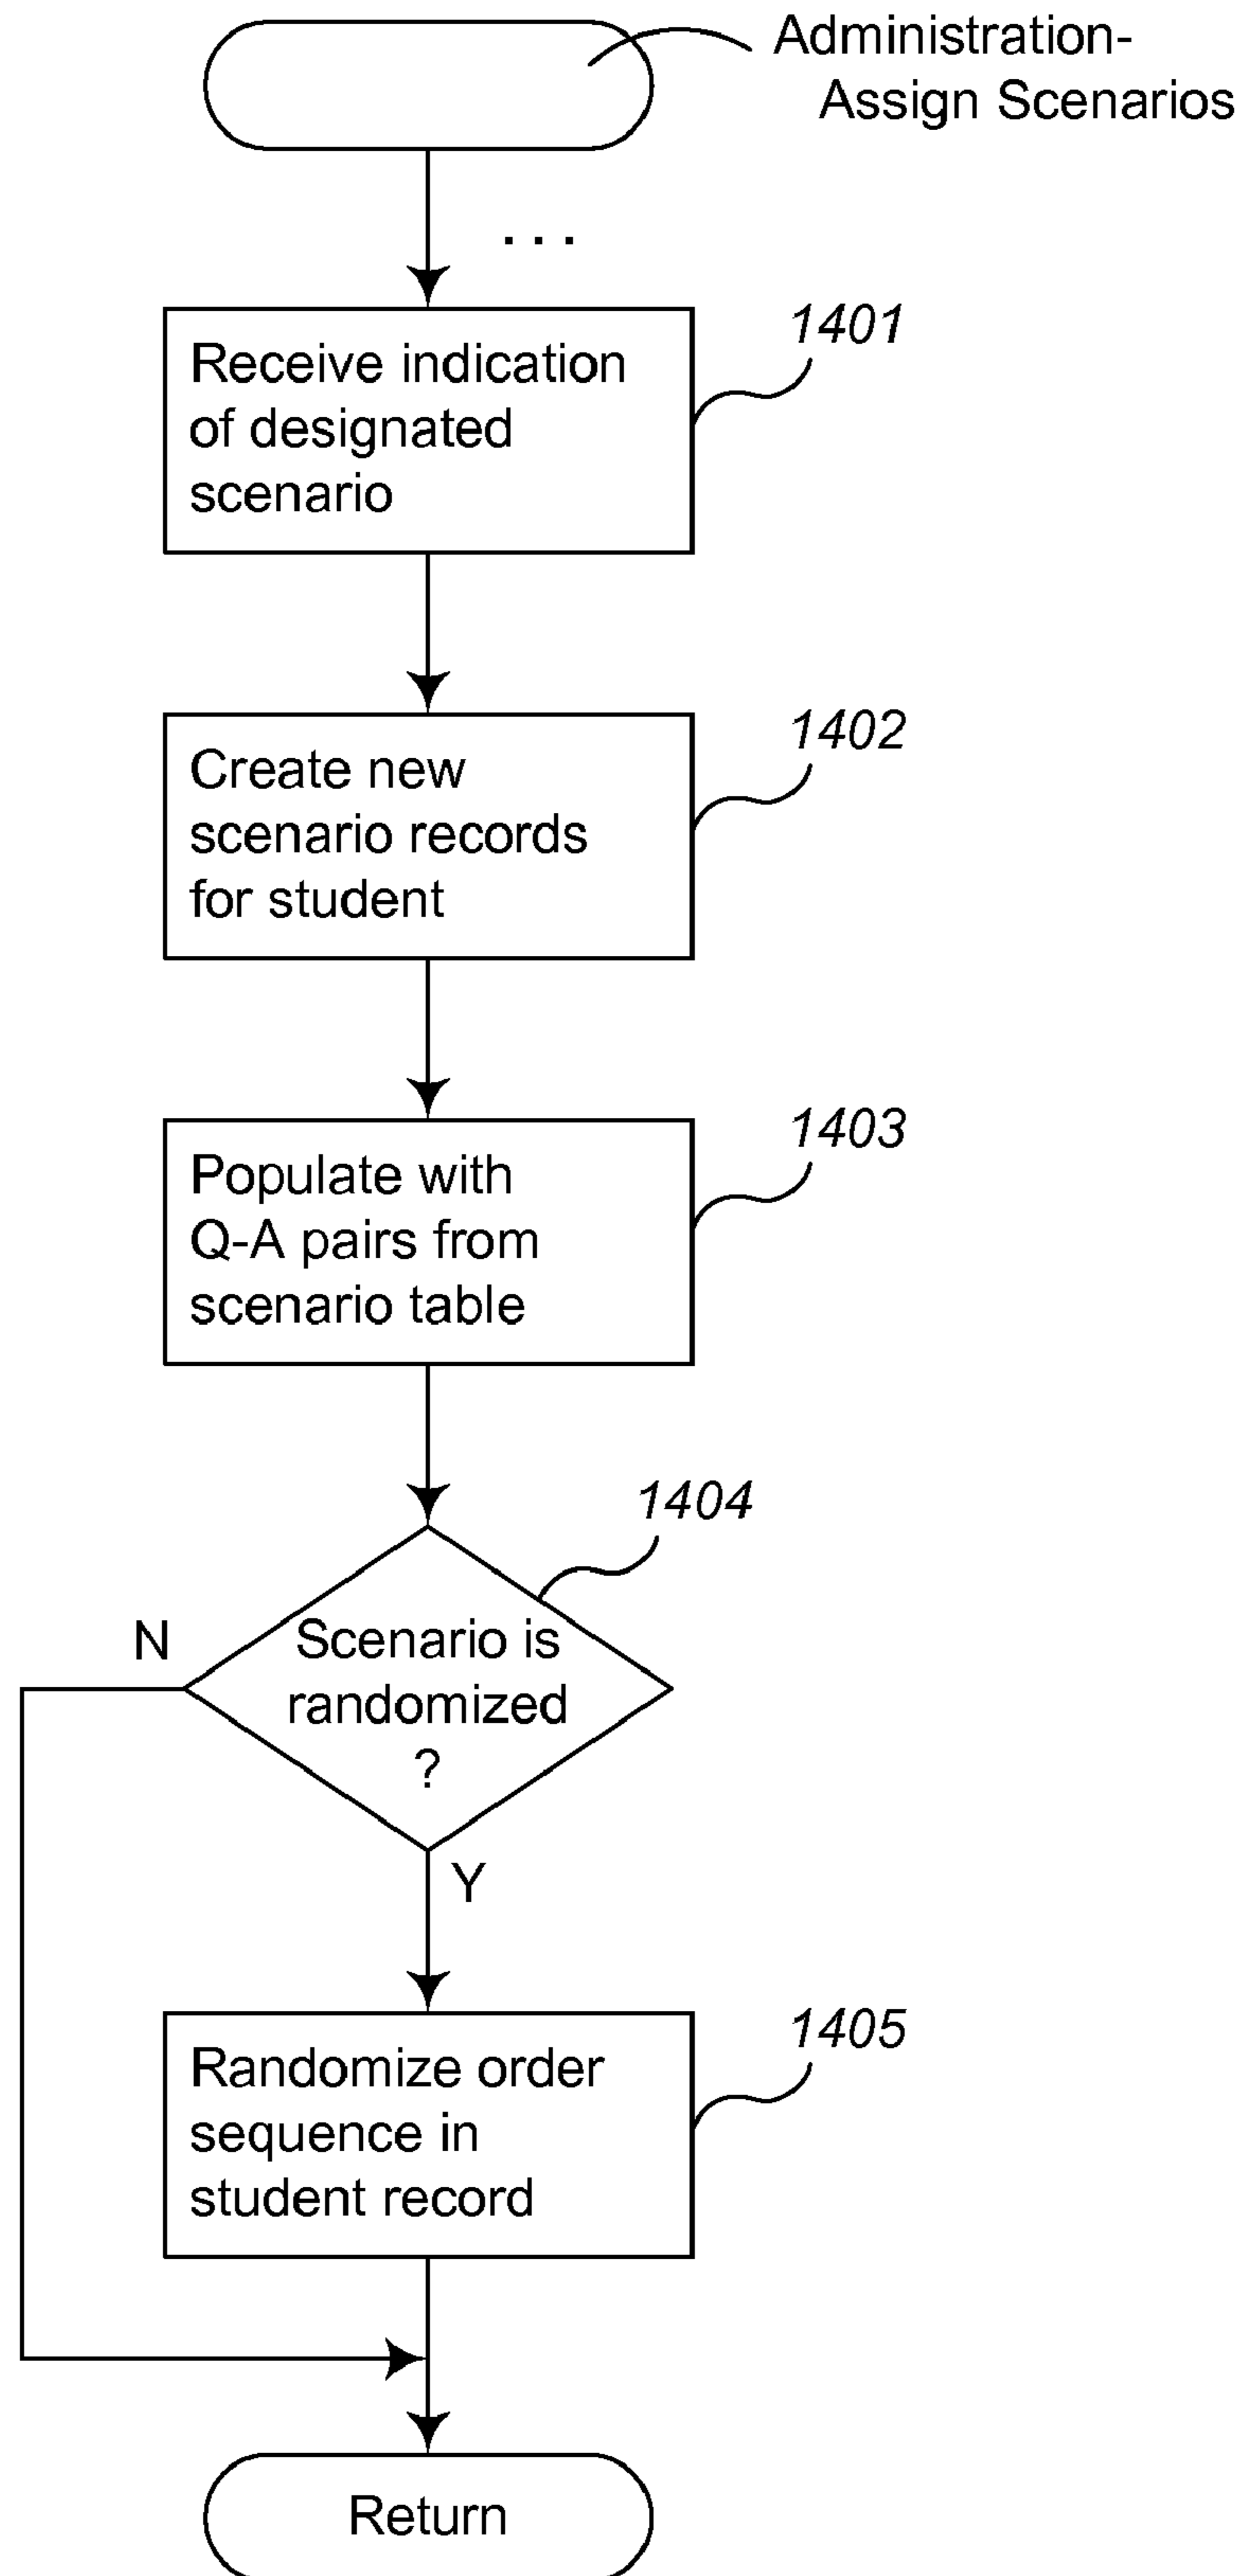 Administration-
Assign Scenarios
. . .
1401
Receive indication
of designated
scenario
1402
Create new
scenario records
for student
1403
Populate with
Q-A pairs from
scenario table
1404
N
Scenario is
randomized
?
Y
1405
Randomize order
sequence in
student record
Return